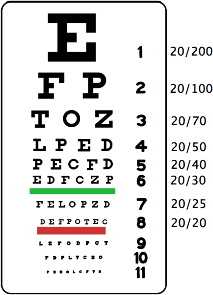 E 1 20/200
F P 2 20/100
T O Z 3 20/70
L P E D 4 20/50
P E C F D 5 20/40
E D F C Z P 6 20/30
F E L O P Z D 7 20/25
D E F P O T E C 8 20/20
L E F O D P C T 9
F D P L T C E O 10
P E Z O L C F T D 11